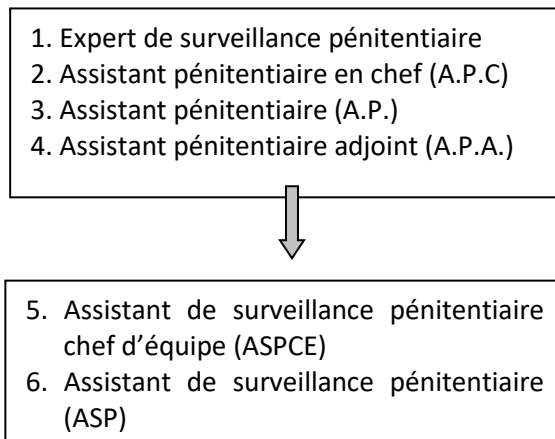 1. Expert de surveillance pénitentiaire
2. Assistant pénitentiaire en chef (A.P.C)
3. Assistant pénitentiaire (A.P.)
4. Assistant pénitentiaire adjoint (A.P.A.)
5. Assistant de surveillance pénitentiaire
chef d’équipe (ASPCE)
6. Assistant de surveillance pénitentiaire
(ASP)